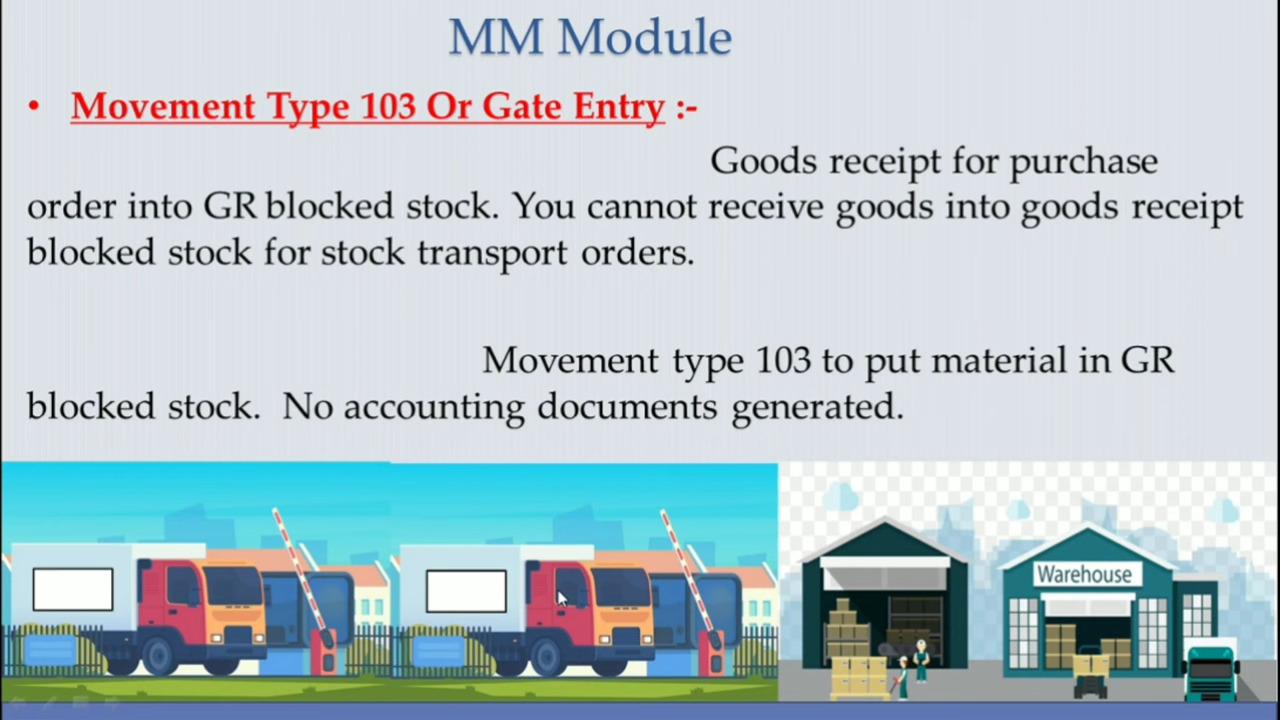 MM Module
• Movement Type 103 Or Gate Entry :-
Goods receipt for purchase
order into GR blocked stock. You cannot receive goods into goods receipt
blocked stock for stock transport orders.
Movement type 103 to put material in GR
blocked stock. No accounting documents generated.
Warehouse